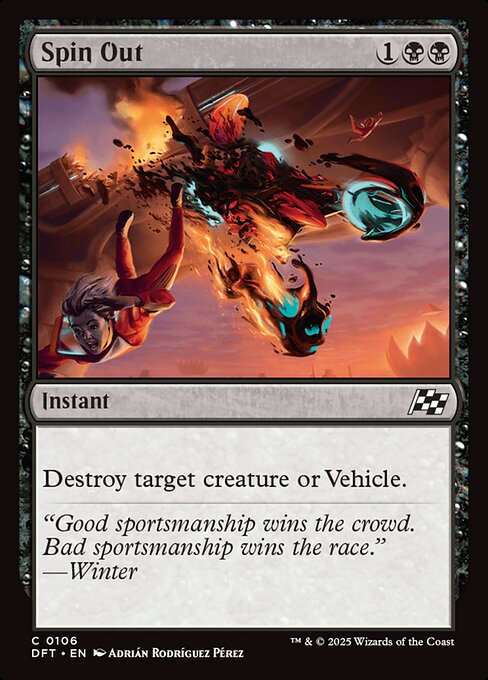 Spin Out 1
Instant
Destroy target creature or Vehicle.
“Good sportsmanship wins the crowd.
Bad sportsmanship wins the race.”
—Winter
C 0106
DFT • EN Adrián Rodríguez Pérez
™ & © 2025 Wizards of the Coast